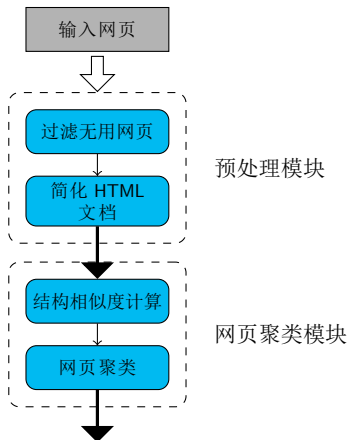 输入网页
过滤无用网页
预处理模块
简化 HTML
文档
结构相似度计算
网页聚类模块
网页聚类